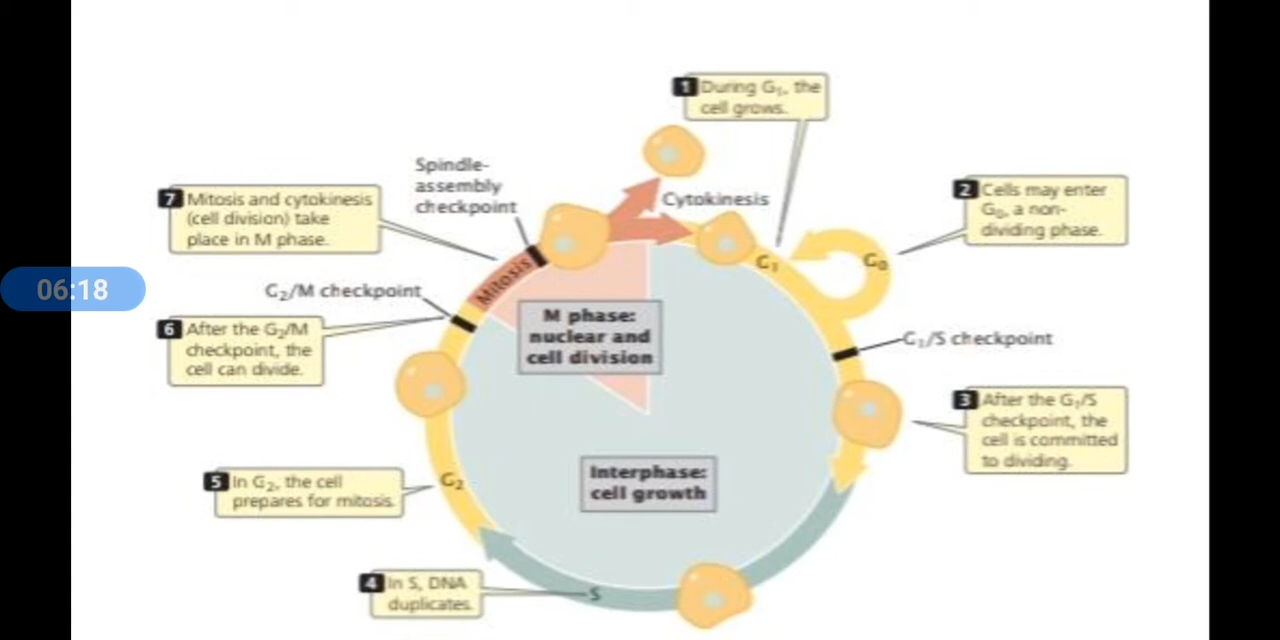 1 During G₁, the
cell grows.
Spindle-
assembly
checkpoint
7 Mitosis and cytokinesis
(cell division) take
place in M phase.
Cytokinesis
2 Cells may enter
G₀, a non-
dividing phase.
G₁
G₀
Mitosis
06:18
G₂/M checkpoint
M phase:
nuclear and
cell division
6 After the G₂/M
checkpoint, the
cell can divide.
G₁/S checkpoint
3 After the G₁/S
checkpoint, the
cell is committed
to dividing.
Interphase:
cell growth
5 In G₂, the cell
prepares for mitosis.
G₂
4 In S, DNA
duplicates.
S